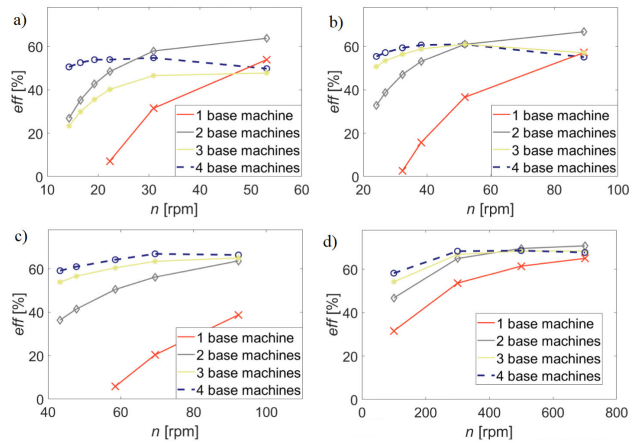 a)
60
40
20
0
eff [%]
10
20
30
40
50
60
n [rpm]
1 base machine
2 base machines
3 base machines
4 base machines
b)
60
40
20
0
eff [%]
20
40
60
80
100
n [rpm]
1 base machine
2 base machines
3 base machines
4 base machines
c)
60
40
20
0
eff [%]
40
60
80
100
n [rpm]
1 base machine
2 base machines
3 base machines
4 base machines
d)
60
40
20
0
eff [%]
0
200
400
600
800
n [rpm]
1 base machine
2 base machines
3 base machines
4 base machines